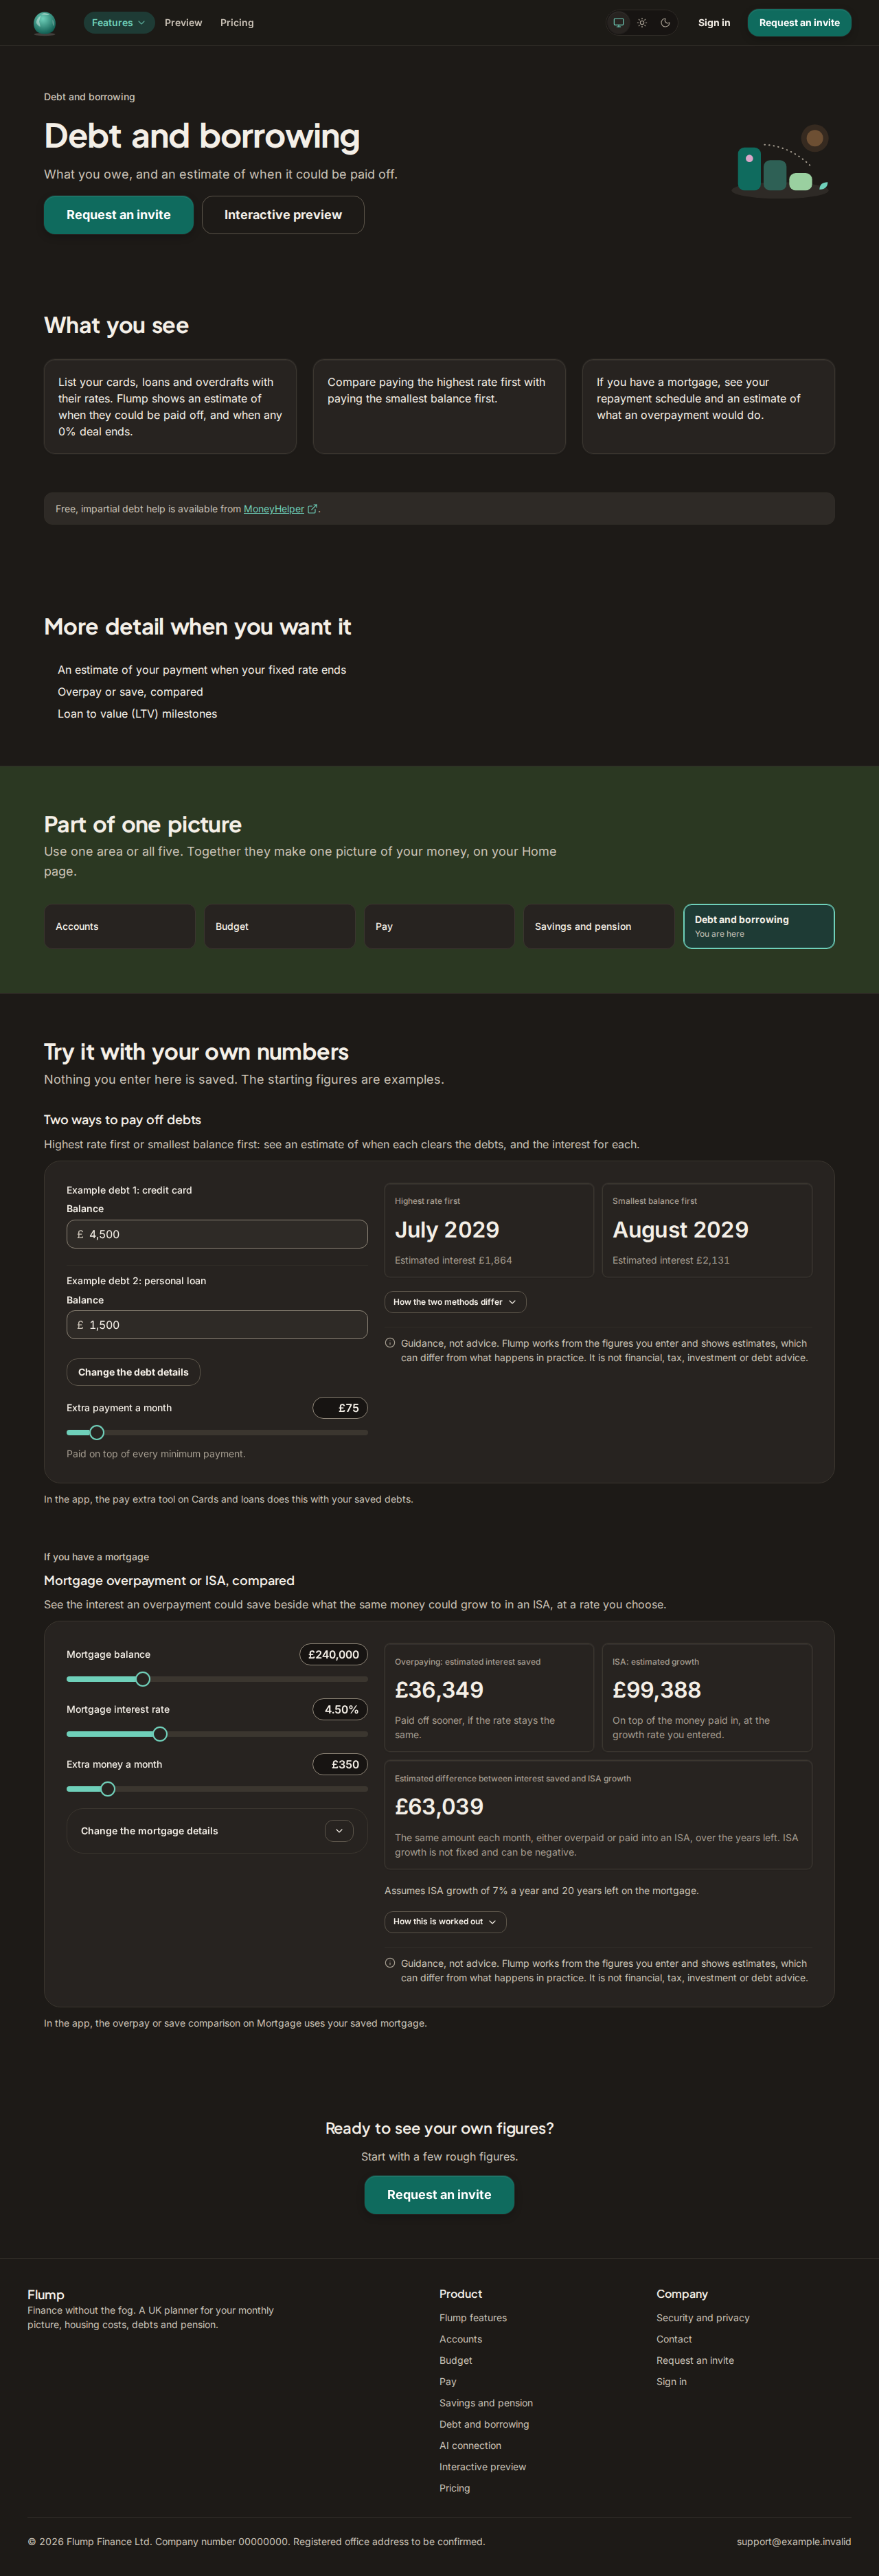 Features
Preview
Pricing
Sign in
Request an invite
Debt and borrowing
Debt and borrowing
What you owe, and an estimate of when it could be paid off.
Request an invite
Interactive preview
What you see
List your cards, loans and overdrafts with
their rates. Flump shows an estimate of
when they could be paid off, and when any
0% deal ends.
Compare paying the highest rate first with
paying the smallest balance first.
If you have a mortgage, see your
repayment schedule and an estimate of
what an overpayment would do.
Free, impartial debt help is available from MoneyHelper.
More detail when you want it
An estimate of your payment when your fixed rate ends
Overpay or save, compared
Loan to value (LTV) milestones
Part of one picture
Use one area or all five. Together they make one picture of your money, on your Home
page.
Accounts
Budget
Pay
Savings and pension
Debt and borrowing
You are here
Try it with your own numbers
Nothing you enter here is saved. The starting figures are examples.
Two ways to pay off debts
Highest rate first or smallest balance first: see an estimate of when each clears the debts, and the interest for each.
Example debt 1: credit card
Balance
£ 4,500
Example debt 2: personal loan
Balance
£ 1,500
Change the debt details
Extra payment a month
£75
Paid on top of every minimum payment.
Highest rate first
July 2029
Estimated interest £1,864
Smallest balance first
August 2029
Estimated interest £2,131
How the two methods differ
Guidance, not advice. Flump works from the figures you enter and shows estimates, which
can differ from what happens in practice. It is not financial, tax, investment or debt advice.
In the app, the pay extra tool on Cards and loans does this with your saved debts.
If you have a mortgage
Mortgage overpayment or ISA, compared
See the interest an overpayment could save beside what the same money could grow to in an ISA, at a rate you choose.
Mortgage balance
£240,000
Mortgage interest rate
4.50%
Extra money a month
£350
Change the mortgage details
Overpaying: estimated interest saved
£36,349
Paid off sooner, if the rate stays the
same.
ISA: estimated growth
£99,388
On top of the money paid in, at the
growth rate you entered.
Estimated difference between interest saved and ISA growth
£63,039
The same amount each month, either overpaid or paid into an ISA, over the years left. ISA
growth is not fixed and can be negative.
Assumes ISA growth of 7% a year and 20 years left on the mortgage.
How this is worked out
Guidance, not advice. Flump works from the figures you enter and shows estimates, which
can differ from what happens in practice. It is not financial, tax, investment or debt advice.
In the app, the overpay or save comparison on Mortgage uses your saved mortgage.
Ready to see your own figures?
Start with a few rough figures.
Request an invite
Flump
Finance without the fog. A UK planner for your monthly
picture, housing costs, debts and pension.
Product
Flump features
Accounts
Budget
Pay
Savings and pension
Debt and borrowing
AI connection
Interactive preview
Pricing
Company
Security and privacy
Contact
Request an invite
Sign in
© 2026 Flump Finance Ltd. Company number 00000000. Registered office address to be confirmed.
support@example.invalid